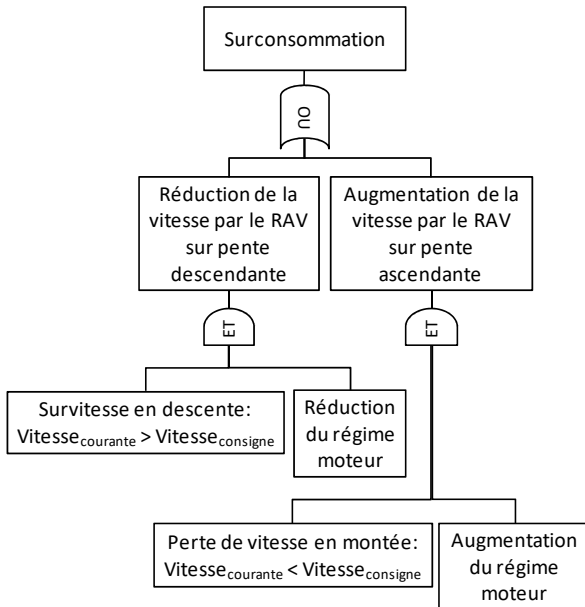 Surconsommation
OU
Réduction de la
vitesse par le RAV
sur pente
descendante
Augmentation de la
vitesse par le RAV
sur pente
ascendante
ET
ET
Survitesse en descente:
Vitessecourante > Vitesseconsigne
Réduction
du régime
moteur
Perte de vitesse en montée:
Vitessecourante < Vitesseconsigne
Augmentation
du régime
moteur